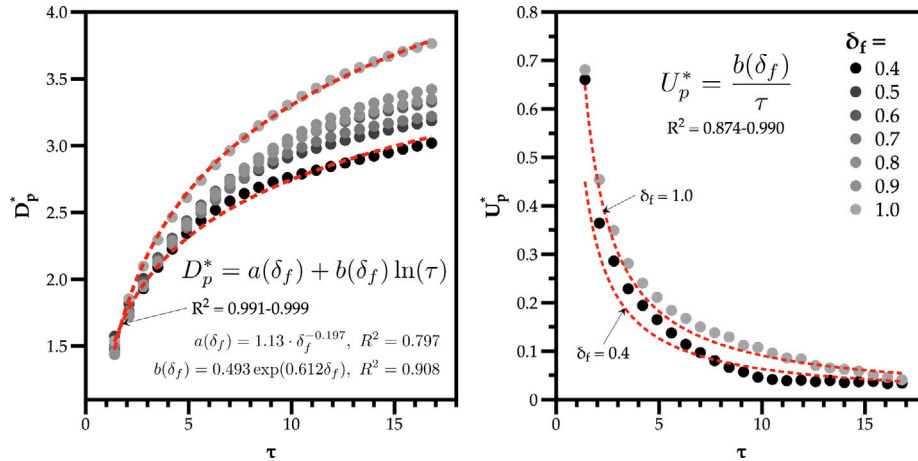 4.0
3.5
3.0
2.5
2.0
1.5
D*p
D*p = a(δf) + b(δf) ln(τ)
R² = 0.991-0.999
a(δf) = 1.13 · δf^−0.197, R² = 0.797
b(δf) = 0.493 exp(0.612δf), R² = 0.908
0 5 10 15
τ
0.8
0.7
0.6
0.5
0.4
0.3
0.2
0.1
0
U*p
U*p = b(δf) / τ
R² = 0.874-0.990
δf = 1.0
δf = 0.4
δf =
0.4
0.5
0.6
0.7
0.8
0.9
1.0
0 5 10 15
τ